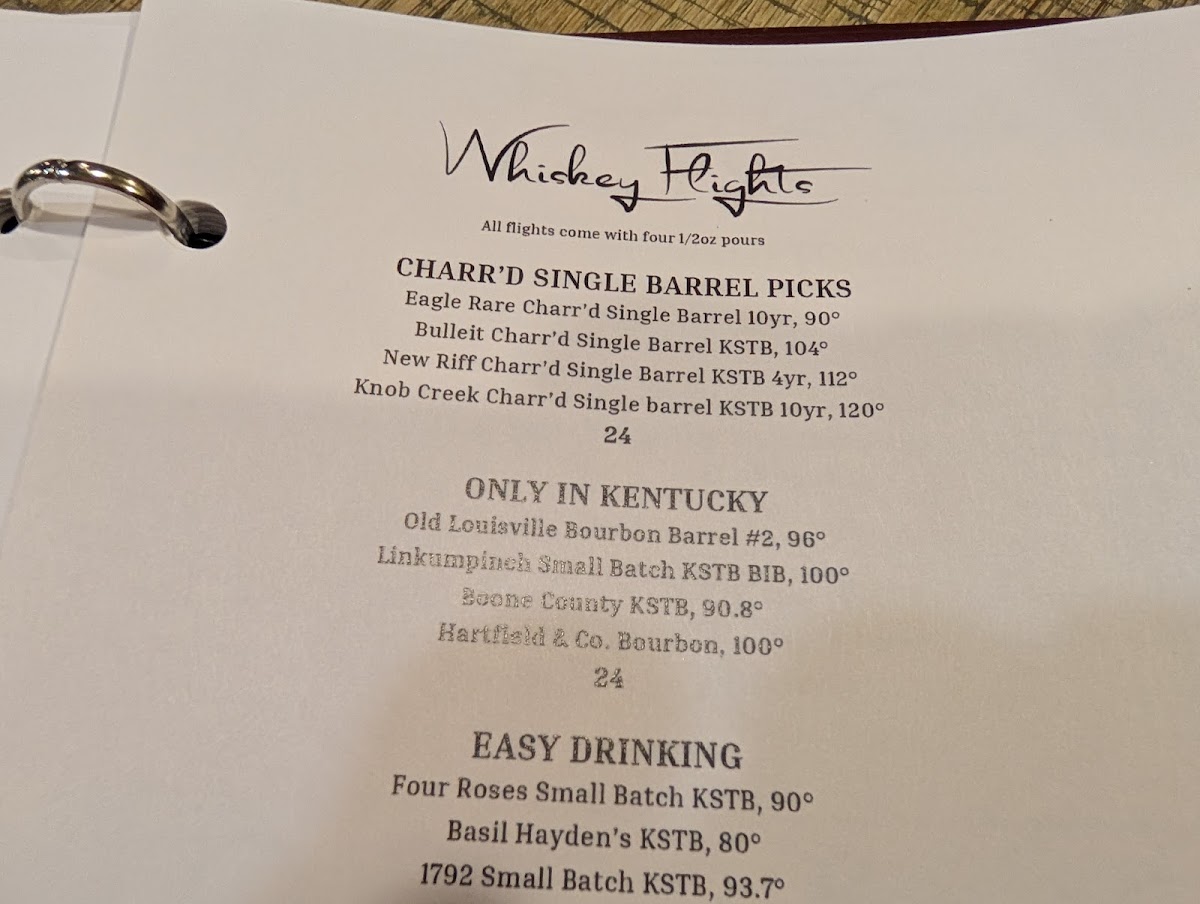 Whiskey Flights
All flights come with four 1/2oz pours
CHARR'D SINGLE BARREL PICKS
Eagle Rare Charr'd Single Barrel 10yr, 90°
Bulleit Charr'd Single Barrel KSTB, 104°
New Riff Charr'd Single Barrel KSTB 4yr, 112°
Knob Creek Charr'd Single barrel KSTB 10yr, 120°
24
ONLY IN KENTUCKY
Old Louisville Bourbon Barrel #2, 96°
Linkumpinch Small Batch KSTB BIB, 100°
Boone County KSTB, 90.8°
Hartfield & Co. Bourbon, 100°
24
EASY DRINKING
Four Roses Small Batch KSTB, 90°
Basil Hayden's KSTB, 80°
1792 Small Batch KSTB, 93.7°